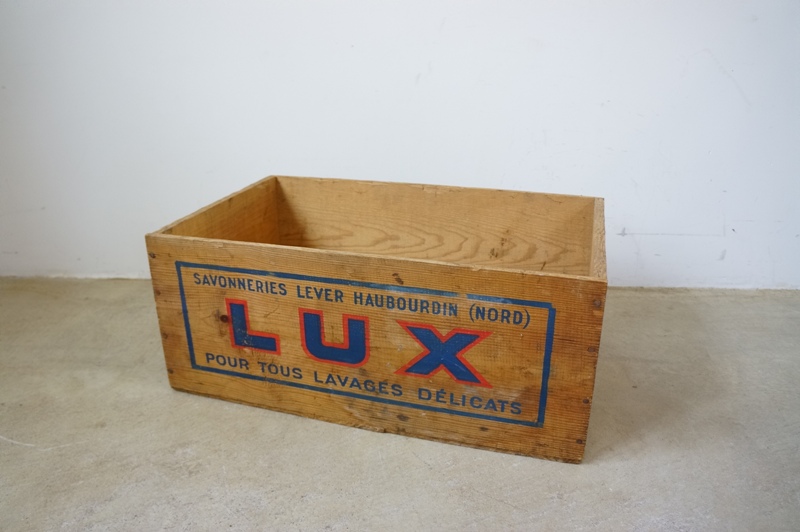 SAVONNERIES LEVER HAUBOURDIN (NORD)
LUX
POUR TOUS LAVAGES DÉLICATS